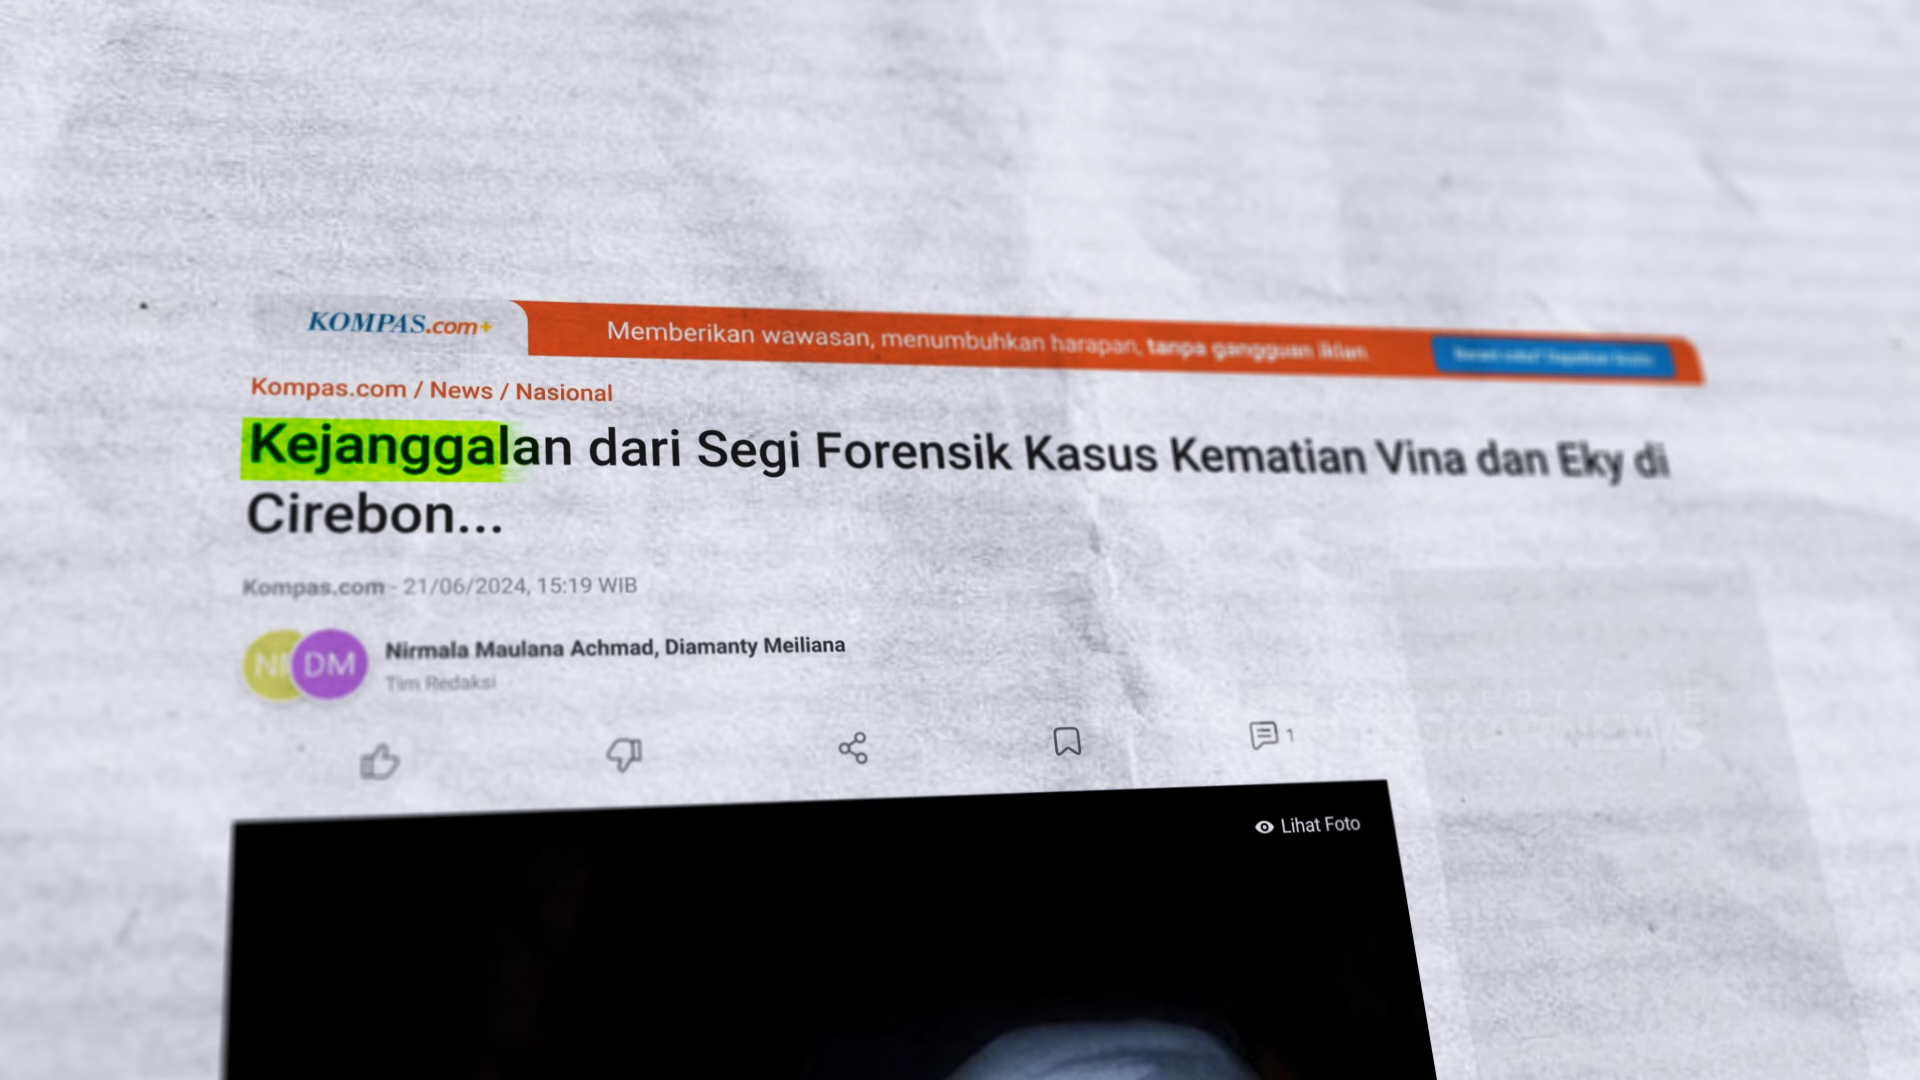 KOMPAS.com+
Memberikan wawasan, menumbuhkan harapan, tanpa gangguan iklan.
Kompas.com / News / Nasional
Kejanggalan dari Segi Forensik Kasus Kematian Vina dan Eky di
Cirebon...
Kompas.com - 21/06/2024, 15:19 WIB
NM DM
Nirmala Maulana Achmad, Diamanty Meiliana
Tim Redaksi
1
Lihat Foto